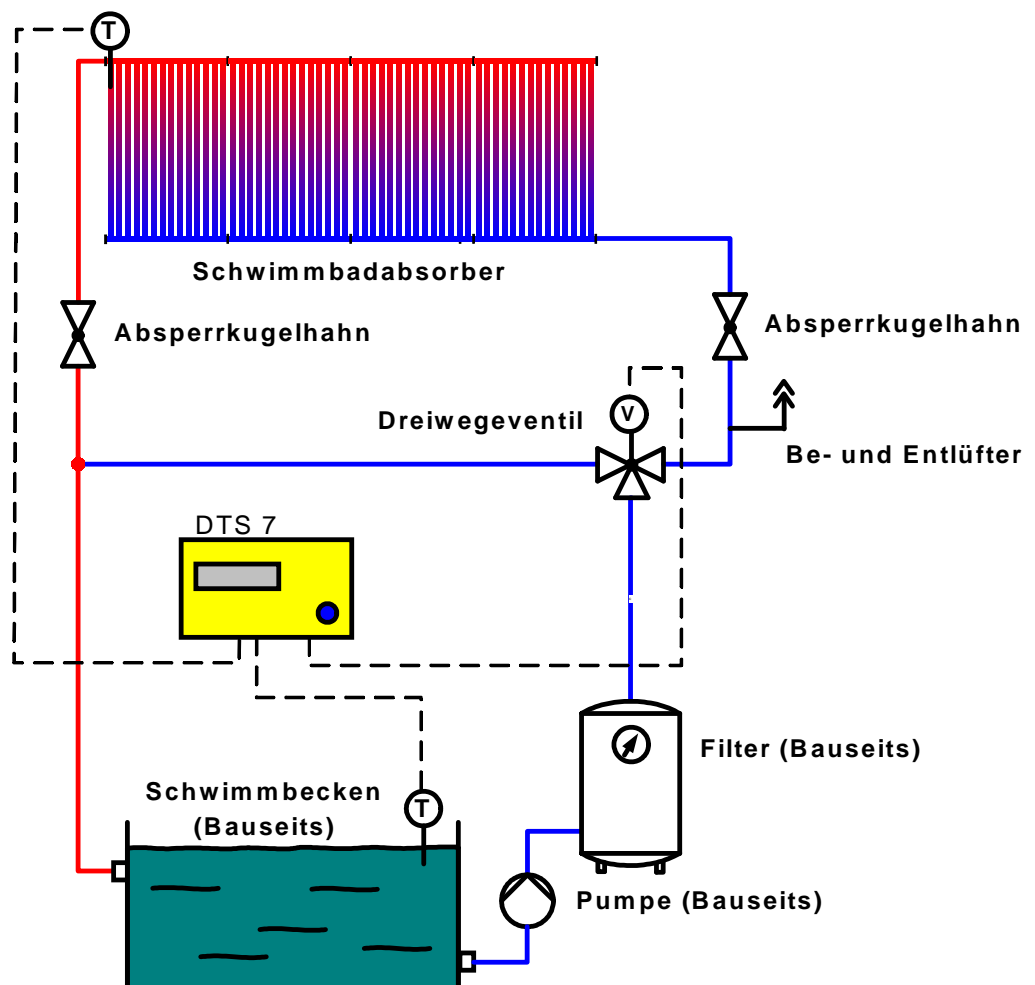 T
Schwimmbadabsorber
Absperrkugelhahn
Absperrkugelhahn
Dreiwegeventil
V
Be- und Entlüfter
DTS 7
Filter (Bauseits)
Schwimmbecken
(Bauseits)
T
Pumpe (Bauseits)